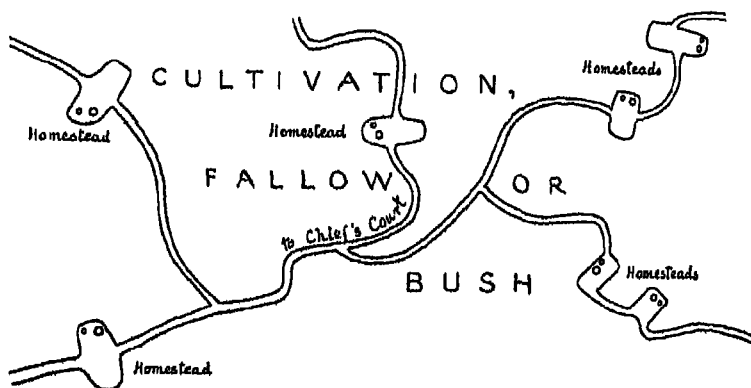 Homesteads
CULTIVATION,
Homestead
Homestead
FALLOW OR
to Chief's Court
Homesteads
BUSH
Homestead